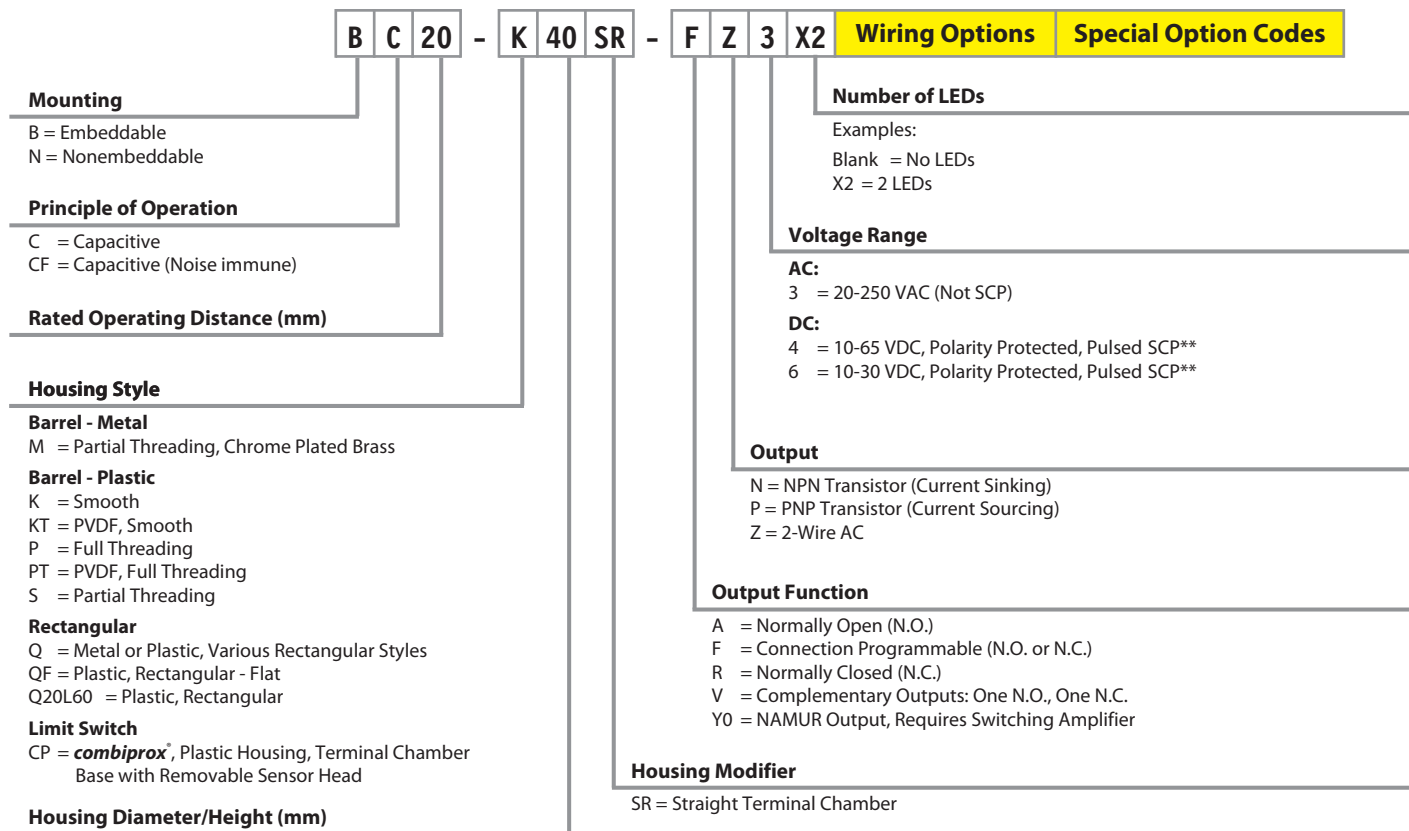 B C 20 - K 40 SR - F Z 3 X2 Wiring Options Special Option Codes
Mounting
B = Embeddable
N = Nonembeddable
Principle of Operation
C = Capacitive
CF = Capacitive (Noise immune)
Rated Operating Distance (mm)
Housing Style
Barrel - Metal
M = Partial Threading, Chrome Plated Brass
Barrel - Plastic
K = Smooth
KT = PVDF, Smooth
P = Full Threading
PT = PVDF, Full Threading
S = Partial Threading
Rectangular
Q = Metal or Plastic, Various Rectangular Styles
QF = Plastic, Rectangular - Flat
Q20L60 = Plastic, Rectangular
Limit Switch
CP = combiprox®, Plastic Housing, Terminal Chamber
Base with Removable Sensor Head
Housing Diameter/Height (mm)
Number of LEDs
Examples:
Blank = No LEDs
X2 = 2 LEDs
Voltage Range
AC:
3 = 20-250 VAC (Not SCP)
DC:
4 = 10-65 VDC, Polarity Protected, Pulsed SCP**
6 = 10-30 VDC, Polarity Protected, Pulsed SCP**
Output
N = NPN Transistor (Current Sinking)
P = PNP Transistor (Current Sourcing)
Z = 2-Wire AC
Output Function
A = Normally Open (N.O.)
F = Connection Programmable (N.O. or N.C.)
R = Normally Closed (N.C.)
V = Complementary Outputs: One N.O., One N.C.
Y0 = NAMUR Output, Requires Switching Amplifier
Housing Modifier
SR = Straight Terminal Chamber